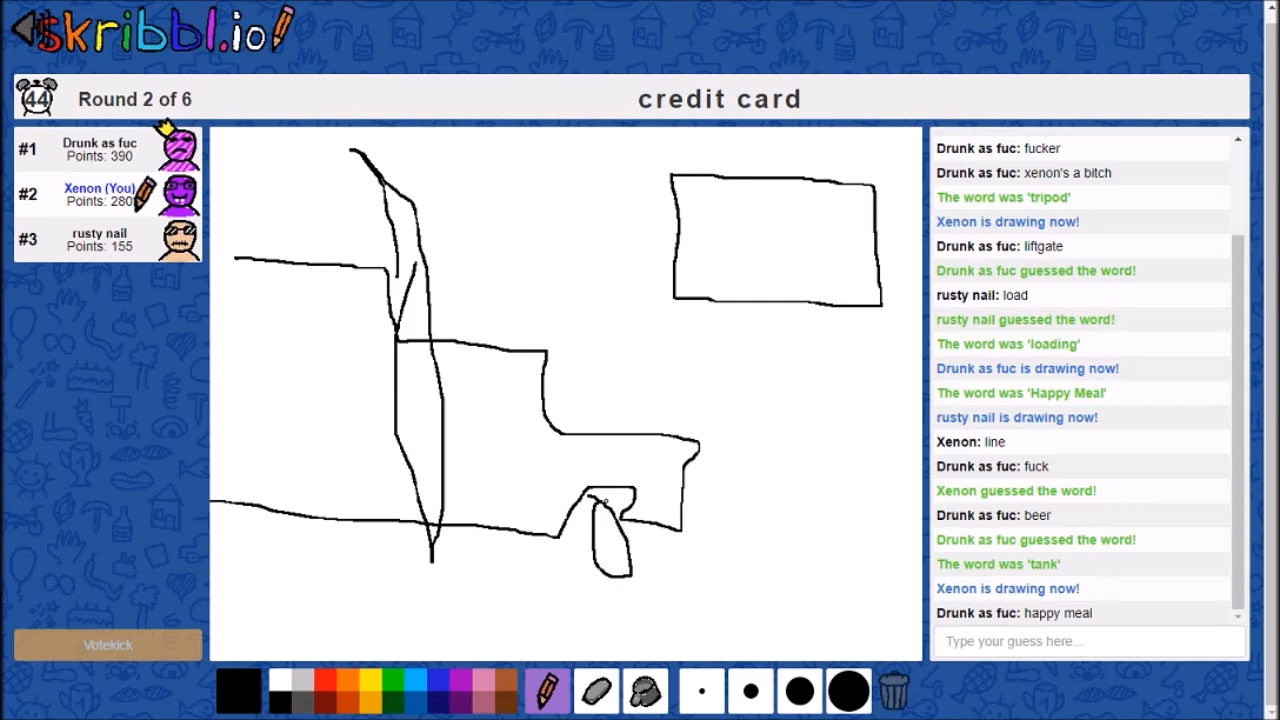 skribbl.io
44
Round 2 of 6
credit card
#1
Drunk as fuc
Points: 390
#2
Xenon (You)
Points: 280
#3
rusty nail
Points: 155
Votekick
Drunk as fuc: fucker
Drunk as fuc: xenon's a bitch
The word was 'tripod'
Xenon is drawing now!
Drunk as fuc: liftgate
Drunk as fuc guessed the word!
rusty nail: load
rusty nail guessed the word!
The word was 'loading'
Drunk as fuc is drawing now!
The word was 'Happy Meal'
rusty nail is drawing now!
Xenon: line
Drunk as fuc: fuck
Xenon guessed the word!
Drunk as fuc: beer
Drunk as fuc guessed the word!
The word was 'tank'
Xenon is drawing now!
Drunk as fuc: happy meal
Type your guess here...